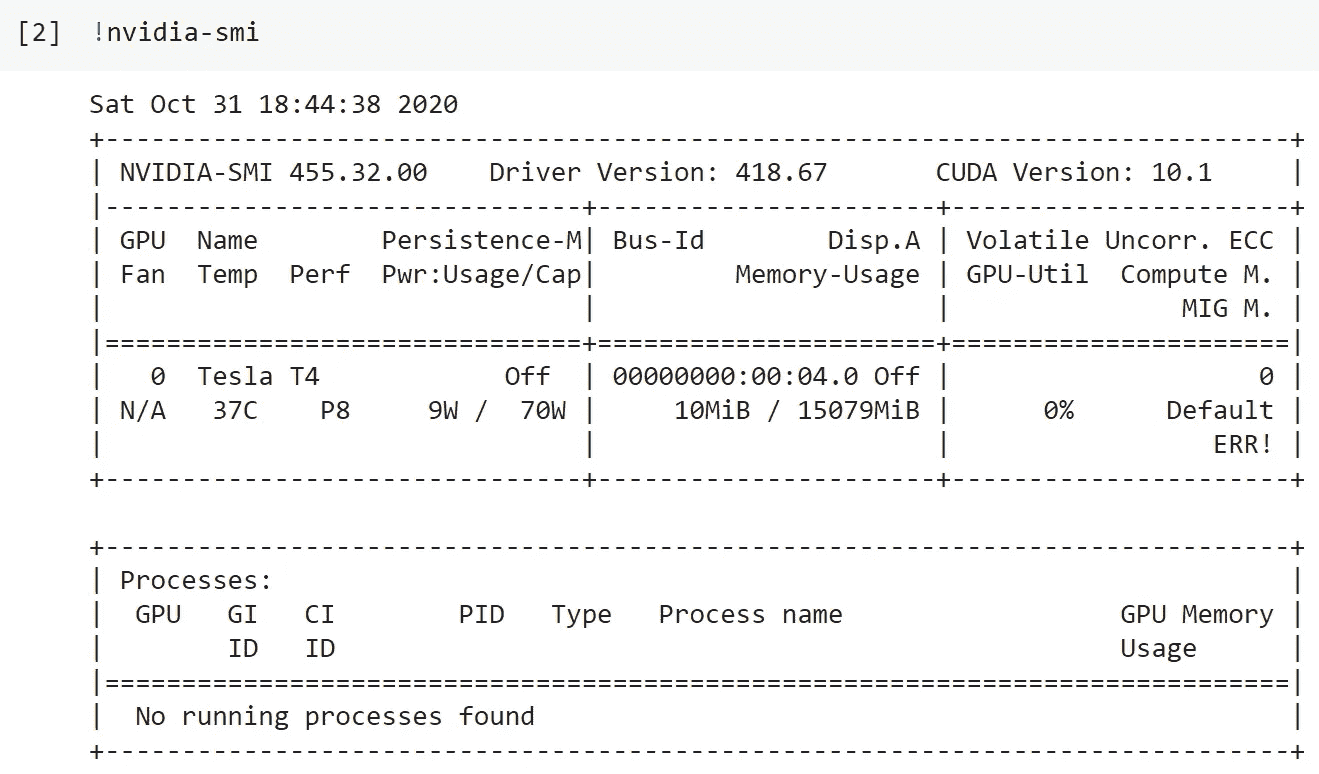 [2] !nvidia-smi
Sat Oct 31 18:44:38 2020
+-----------------------------------------------------------------------------+
| NVIDIA-SMI 455.32.00    Driver Version: 418.67       CUDA Version: 10.1     |
|-------------------------------+----------------------+----------------------+
| GPU  Name        Persistence-M| Bus-Id        Disp.A | Volatile Uncorr. ECC |
| Fan  Temp  Perf  Pwr:Usage/Cap|         Memory-Usage | GPU-Util  Compute M. |
|                               |                      |               MIG M. |
|===============================+======================+======================|
|   0  Tesla T4            Off  | 00000000:00:04.0 Off |                    0 |
| N/A   37C    P8     9W /  70W |     10MiB / 15079MiB |      0%      Default |
|                               |                      |                 ERR! |
+-------------------------------+----------------------+----------------------+

+-----------------------------------------------------------------------------+
| Processes:                                                                  |
|  GPU   GI   CI        PID   Type   Process name                  GPU Memory |
|        ID   ID                                                   Usage      |
|=============================================================================|
|  No running processes found                                                 |
+-----------------------------------------------------------------------------+